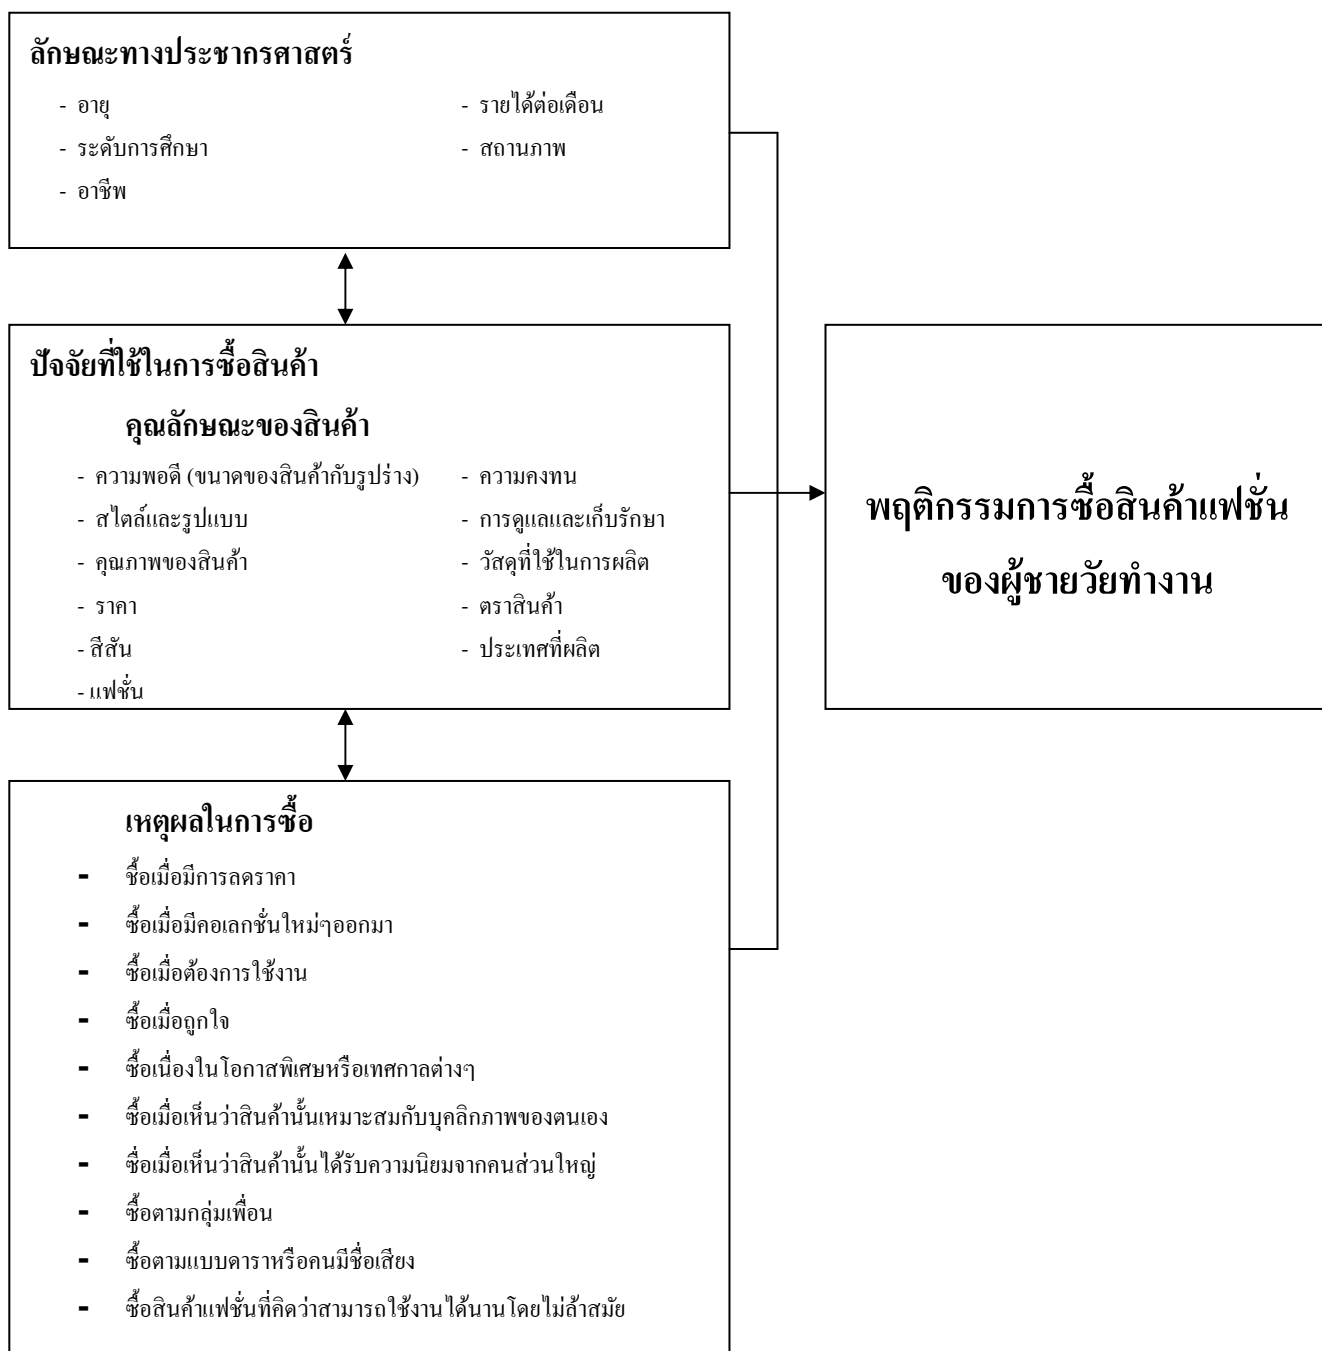 ลักษณะทางประชากรศาสตร์
- อายุ
- ระดับการศึกษา
- อาชีพ
- รายได้ต่อเดือน
- สถานภาพ
ปัจจัยที่ใช้ในการซื้อสินค้า
คุณลักษณะของสินค้า
- ความพอดี (ขนาดของสินค้ากับรูปร่าง)
- สไตล์และรูปแบบ
- คุณภาพของสินค้า
- ราคา
- สีสัน
- แฟชั่น
- ความคงทน
- การดูแลและเก็บรักษา
- วัสดุที่ใช้ในการผลิต
- ตราสินค้า
- ประเทศที่ผลิต
เหตุผลในการซื้อ
- ซื้อเมื่อมีการลดราคา
- ซื้อเมื่อมีคอเลกชั่นใหม่ๆออกมา
- ซื้อเมื่อต้องการใช้งาน
- ซื้อเมื่อถูกใจ
- ซื้อเนื่องในโอกาสพิเศษหรือเทศกาลต่างๆ
- ซื้อเมื่อเห็นว่าสินค้านั้นเหมาะสมกับบุคลิกภาพของตนเอง
- ซื่อเมื่อเห็นว่าสินค้านั้นได้รับความนิยมจากคนส่วนใหญ่
- ซื้อตามกลุ่มเพื่อน
- ซื้อตามแบบดาราหรือคนมีชื่อเสียง
- ซื้อสินค้าแฟชั่นที่คิดว่าสามารถใช้งานได้นานโดยไม่ล้าสมัย
พฤติกรรมการซื้อสินค้าแฟชั่น
ของผู้ชายวัยทำงาน